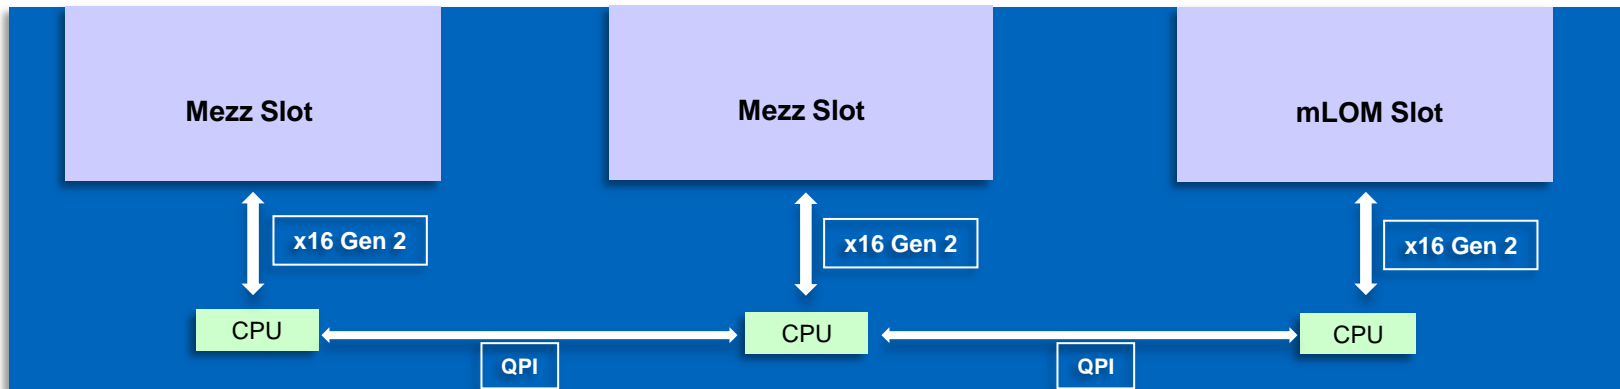 Mezz Slot
Mezz Slot
mLOM Slot
x16 Gen 2
x16 Gen 2
x16 Gen 2
CPU
CPU
CPU
QPI
QPI